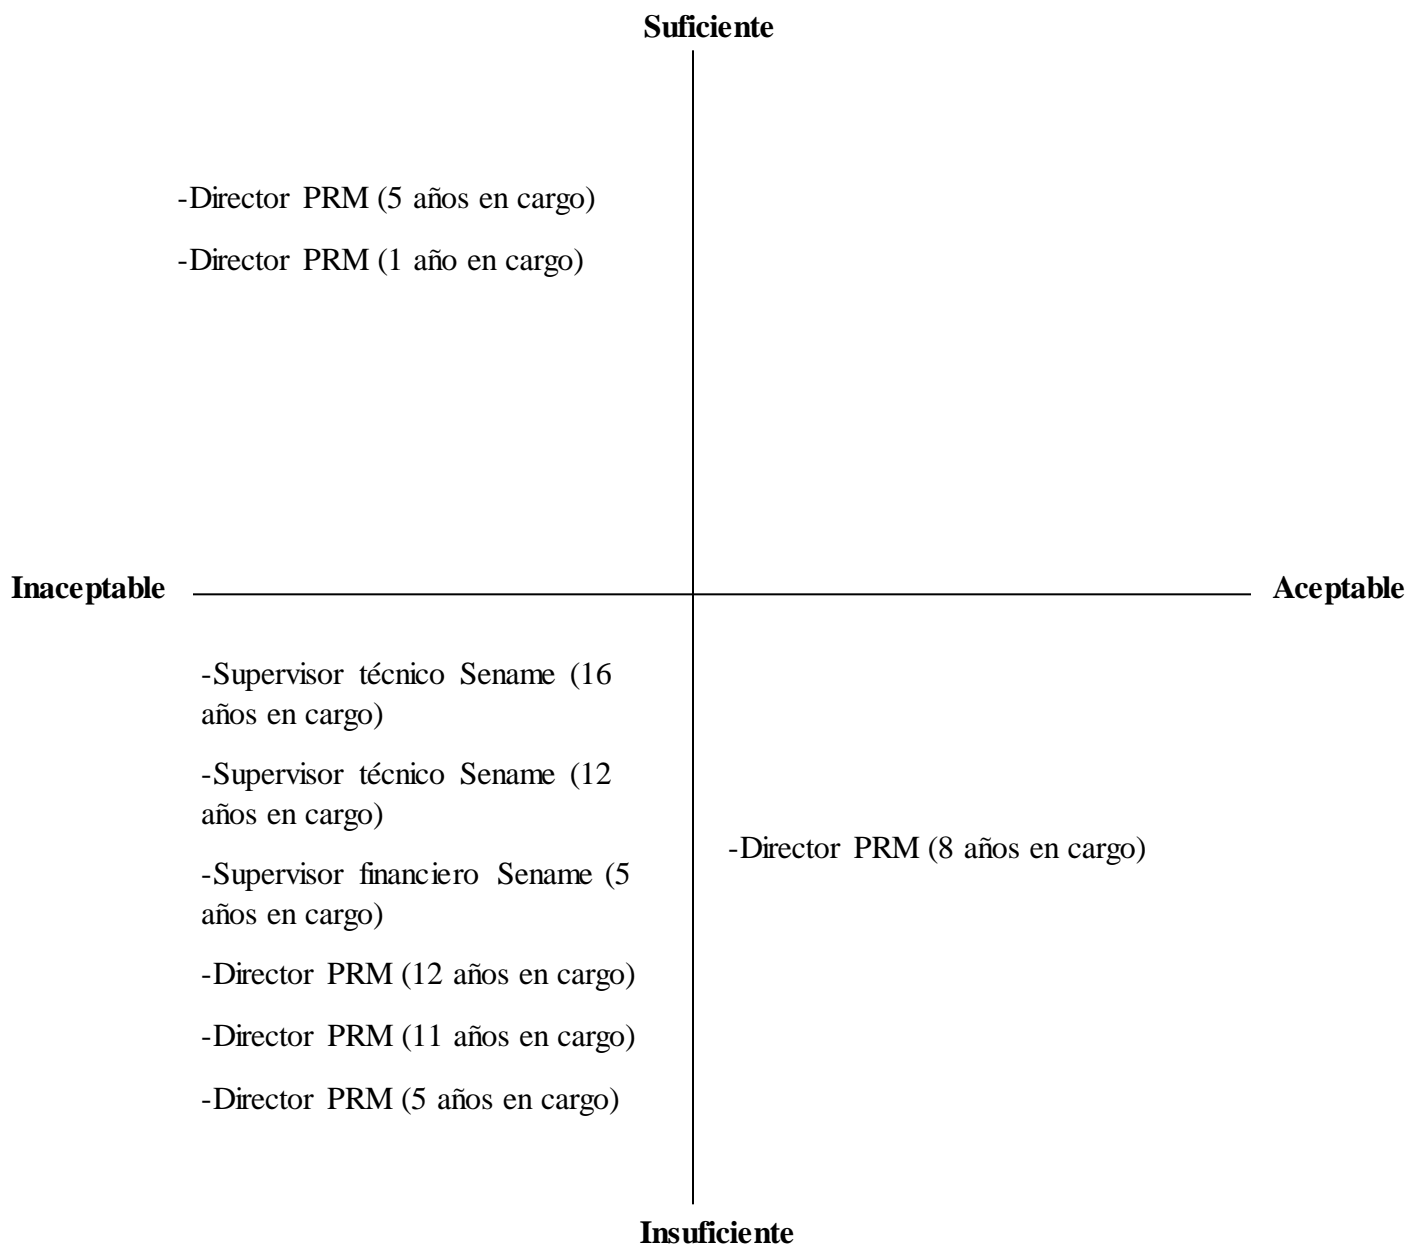 Suficiente
-Director PRM (5 años en cargo)
-Director PRM (1 año en cargo)
Inaceptable
Aceptable
-Supervisor técnico Sename (16
años en cargo)
-Supervisor técnico Sename (12
años en cargo)
-Supervisor financiero Sename (5
años en cargo)
-Director PRM (12 años en cargo)
-Director PRM (11 años en cargo)
-Director PRM (5 años en cargo)
-Director PRM (8 años en cargo)
Insuficiente